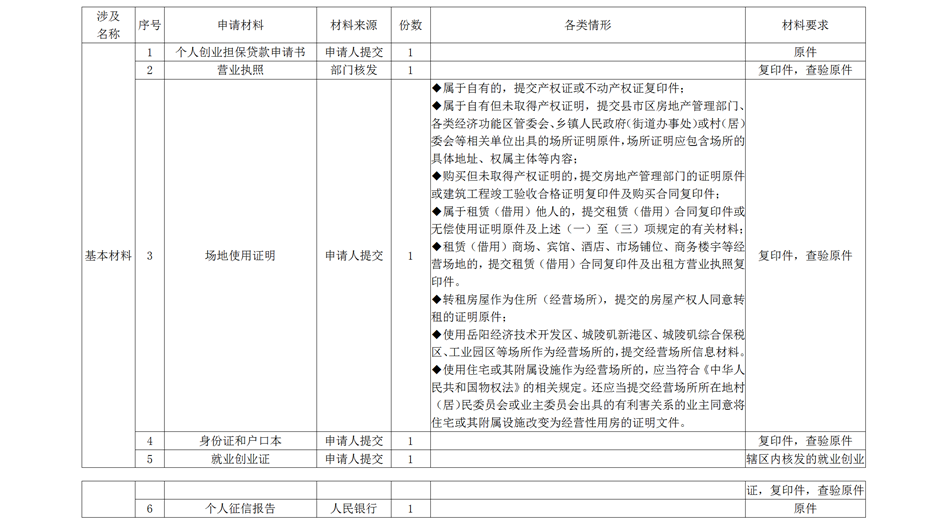 涉及
名称
序号
申请材料
材料来源
份数
各类情形
材料要求
基本材料
1
个人创业担保贷款申请书
申请人提交
1
原件
2
营业执照
部门核发
1
复印件，查验原件
3
场地使用证明
申请人提交
1
◆属于自有的，提交产权证或不动产权证复印件；
◆属于自有但未取得产权证明，提交县市区房地产管理部门、
各类经济功能区管委会、乡镇人民政府（街道办事处）或村（居）
委会等相关单位出具的场所证明原件，场所证明应包含场所的
具体地址、权属主体等内容；
◆购买但未取得产权证明的，提交房地产管理部门的证明原件
或建筑工程竣工验收合格证明复印件及购买合同复印件；
◆属于租赁（借用）他人的，提交租赁（借用）合同复印件或
无偿使用证明原件及上述（一）至（三）项规定的有关材料；
◆租赁（借用）商场、宾馆、酒店、市场铺位、商务楼宇等经
营场地的，提交租赁（借用）合同复印件及出租方营业执照复
印件。
◆转租房屋作为住所（经营场所），提交的房屋产权人同意转
租的证明原件；
◆使用岳阳经济技术开发区、城陵矶新港区、城陵矶综合保税
区、工业园区等场所作为经营场所的，提交经营场所信息材料。
◆使用住宅或其附属设施作为经营场所的，应当符合《中华人
民共和国物权法》的相关规定。还应当提交经营场所所在地村
（居）民委员会或业主委员会出具的有利害关系的业主同意将
住宅或其附属设施改变为经营性用房的证明文件。
复印件，查验原件
4
身份证和户口本
申请人提交
1
复印件，查验原件
5
就业创业证
申请人提交
1
辖区内核发的就业创业
证，复印件，查验原件
6
个人征信报告
人民银行
1
原件